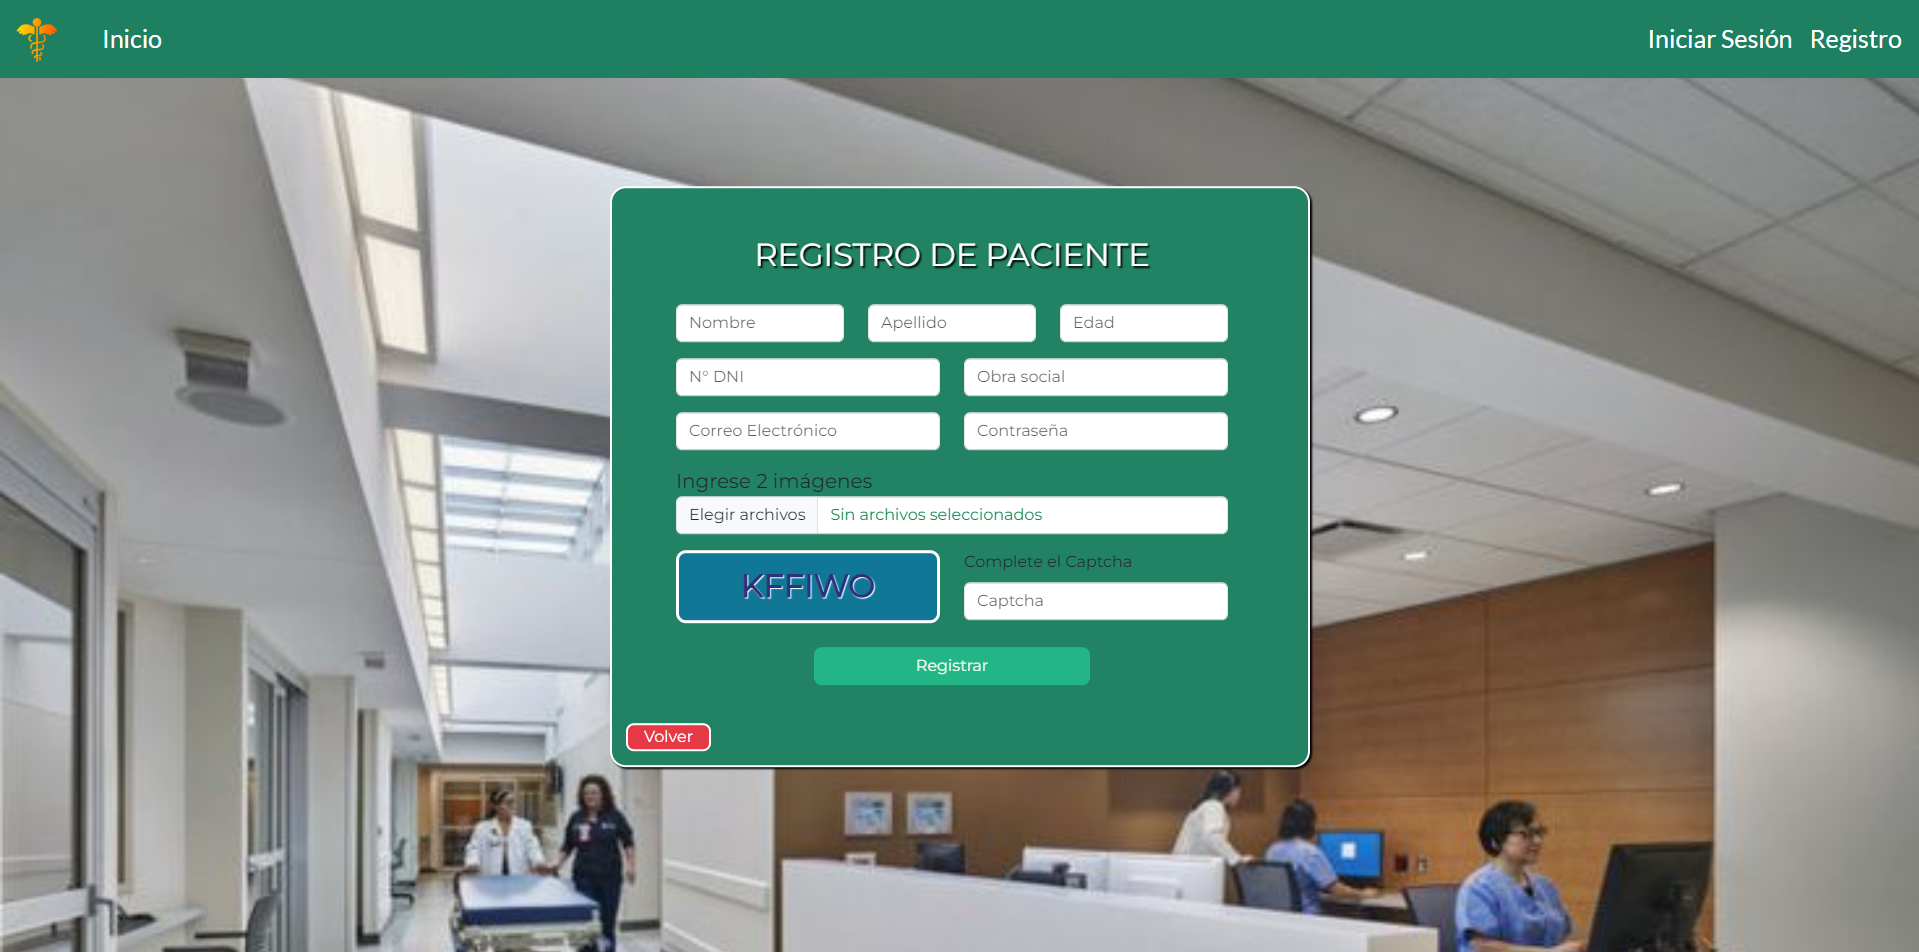 Inicio
Iniciar Sesión Registro
REGISTRO DE PACIENTE
Nombre Apellido Edad
N° DNI Obra social
Correo Electrónico Contraseña
Ingrese 2 imágenes
Elegir archivos Sin archivos seleccionados
Complete el Captcha
KFFIWO
Captcha
Registrar
Volver